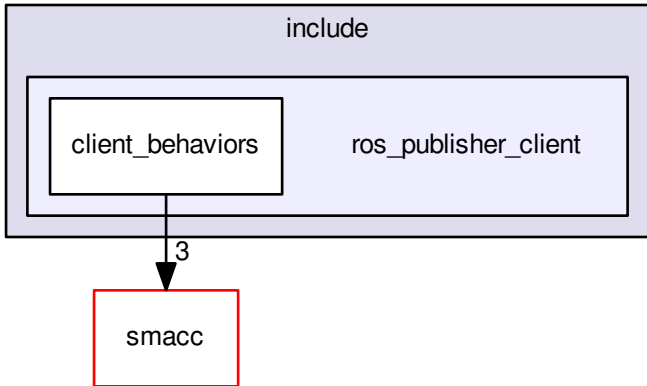 include
client_behaviors
ros_publisher_client
3
smacc